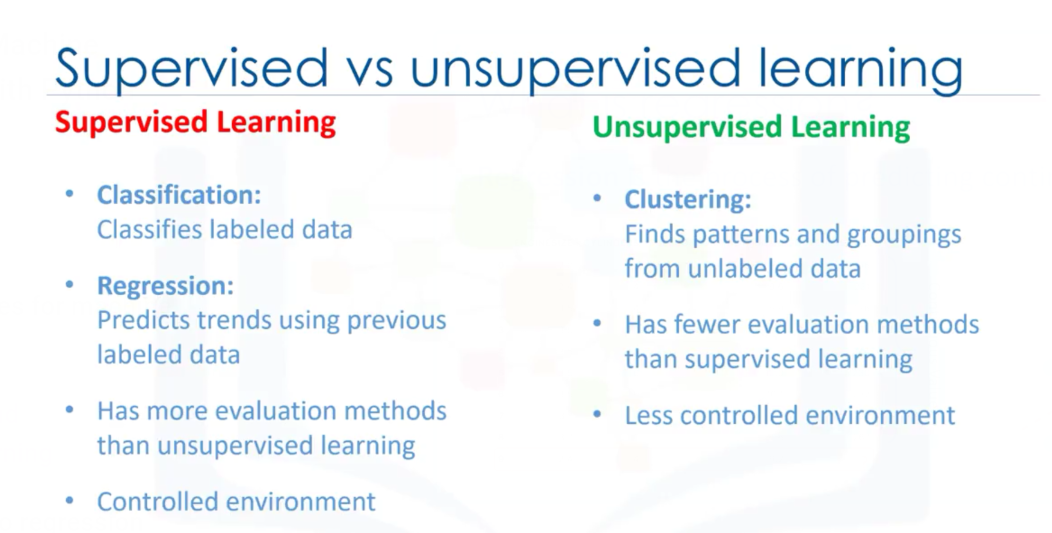 Supervised vs unsupervised learning
Supervised Learning
• Classification:
Classifies labeled data
• Regression:
Predicts trends using previous
labeled data
• Has more evaluation methods
than unsupervised learning
• Controlled environment
Unsupervised Learning
• Clustering:
Finds patterns and groupings
from unlabeled data
• Has fewer evaluation methods
than supervised learning
• Less controlled environment